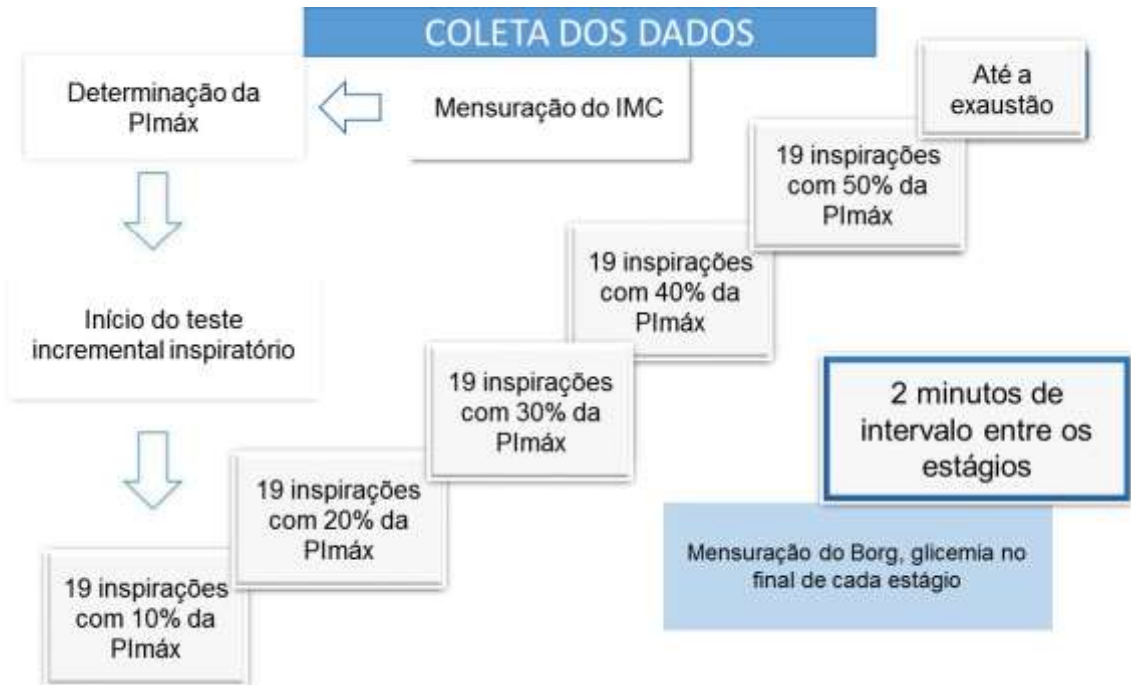 COLETA DOS DADOS
Mensuração do IMC
Determinação da
PImáx
Início do teste
incremental inspiratório
19 inspirações
com 10% da
PImáx
19 inspirações
com 20% da
PImáx
19 inspirações
com 30% da
PImáx
19 inspirações
com 40% da
PImáx
19 inspirações
com 50% da
PImáx
Até a
exaustão
2 minutos de
intervalo entre os
estágios
Mensuração do Borg, glicemia no
final de cada estágio